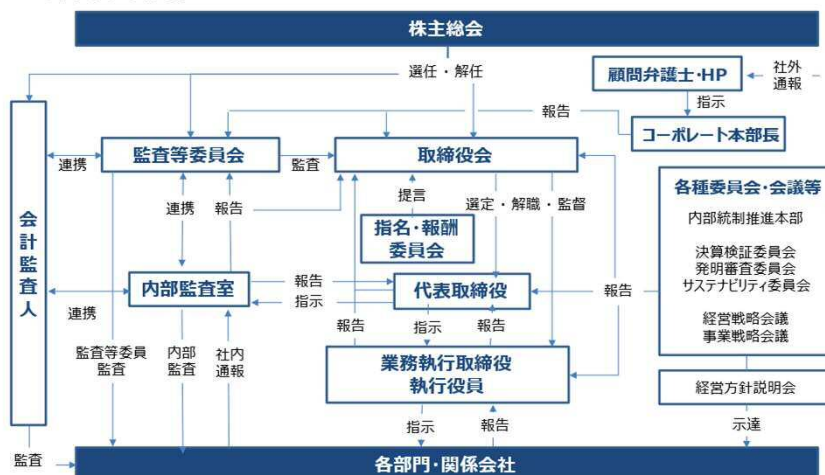 株主総会
選任・解任
顧問弁護士・HP
社外
通報
指示
報告
コーポレート本部長
監査等委員会
監査
取締役会
連携
提言
選定・解職・監督
連携
報告
指名・報酬
委員会
各種委員会・会議等
内部統制推進本部
決算検証委員会
発明審査委員会
サステナビリティ委員会
経営戦略会議
事業戦略会議
会計監査人
内部監査室
報告
指示
代表取締役
報告
連携
報告
指示
報告
監査等委員
監査
内部
監査
社内
通報
業務執行取締役
執行役員
経営方針説明会
指示
報告
示達
監査
各部門・関係会社